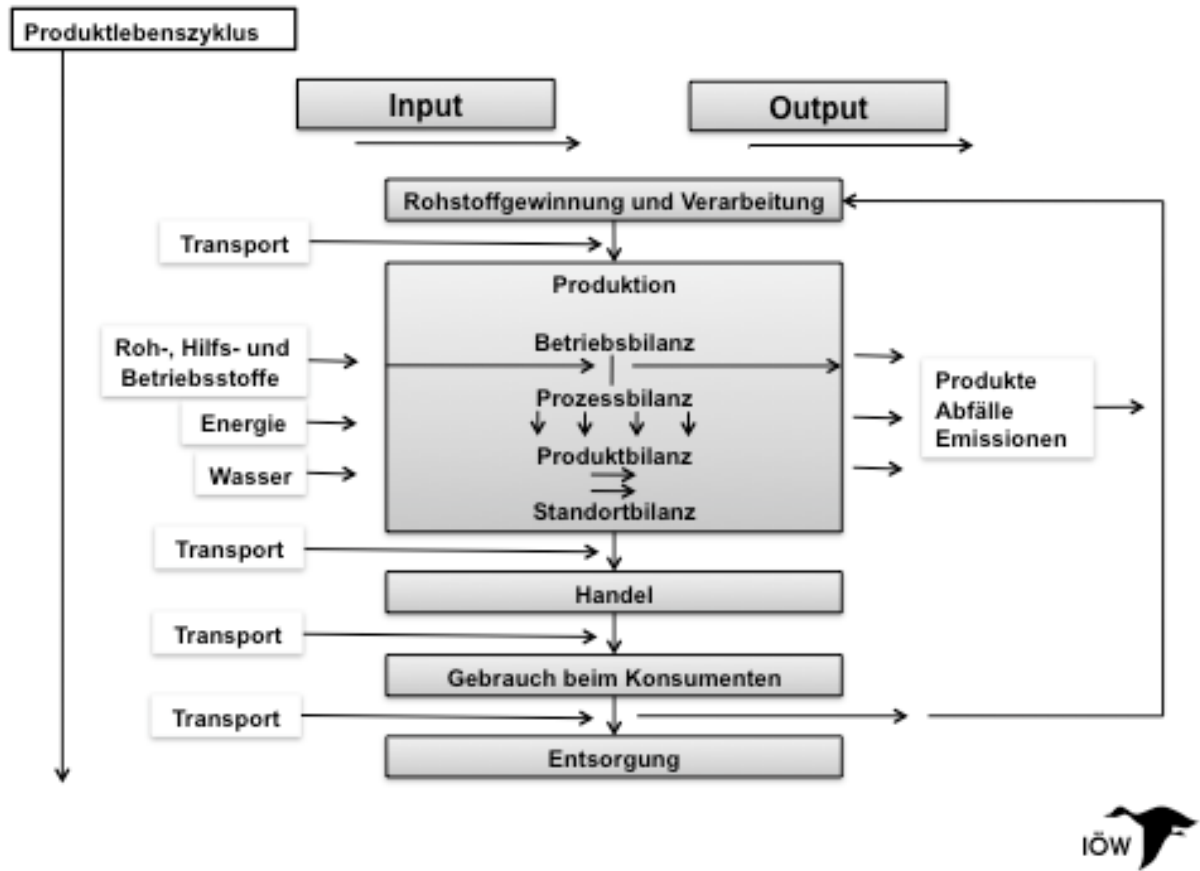 Produktlebenszyklus
Input
Output
Rohstoffgewinnung und Verarbeitung
Transport
Produktion
Roh-, Hilfs- und
Betriebsstoffe
Energie
Wasser
Betriebsbilanz
Prozessbilanz
Produktbilanz
Standortbilanz
Produkte
Abfälle
Emissionen
Transport
Handel
Transport
Gebrauch beim Konsumenten
Transport
Entsorgung
IÖW